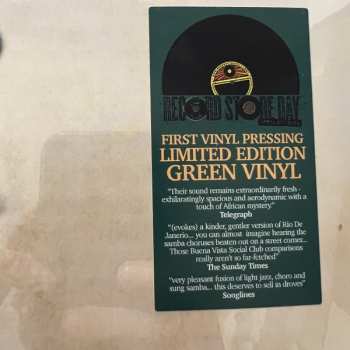 RECORD STORE DAY
FIRST VINYL PRESSING
LIMITED EDITION
GREEN VINYL
"Their sound remains extraordinarily fresh -
exhilaratingly spacious and aerodynamic with a
touch of African mystery."
Telegraph
"(evokes) a kinder, gentler version of Rio De
Janerio... you can almost imagine hearing the
samba choruses beaten out on a street corner...
Those Buena Vista Social Club comparisons
really aren't so far-fetched!"
The Sunday Times
"very pleasant fusion of light jazz, choro and
sung samba... this deserves to sell in droves"
Songlines